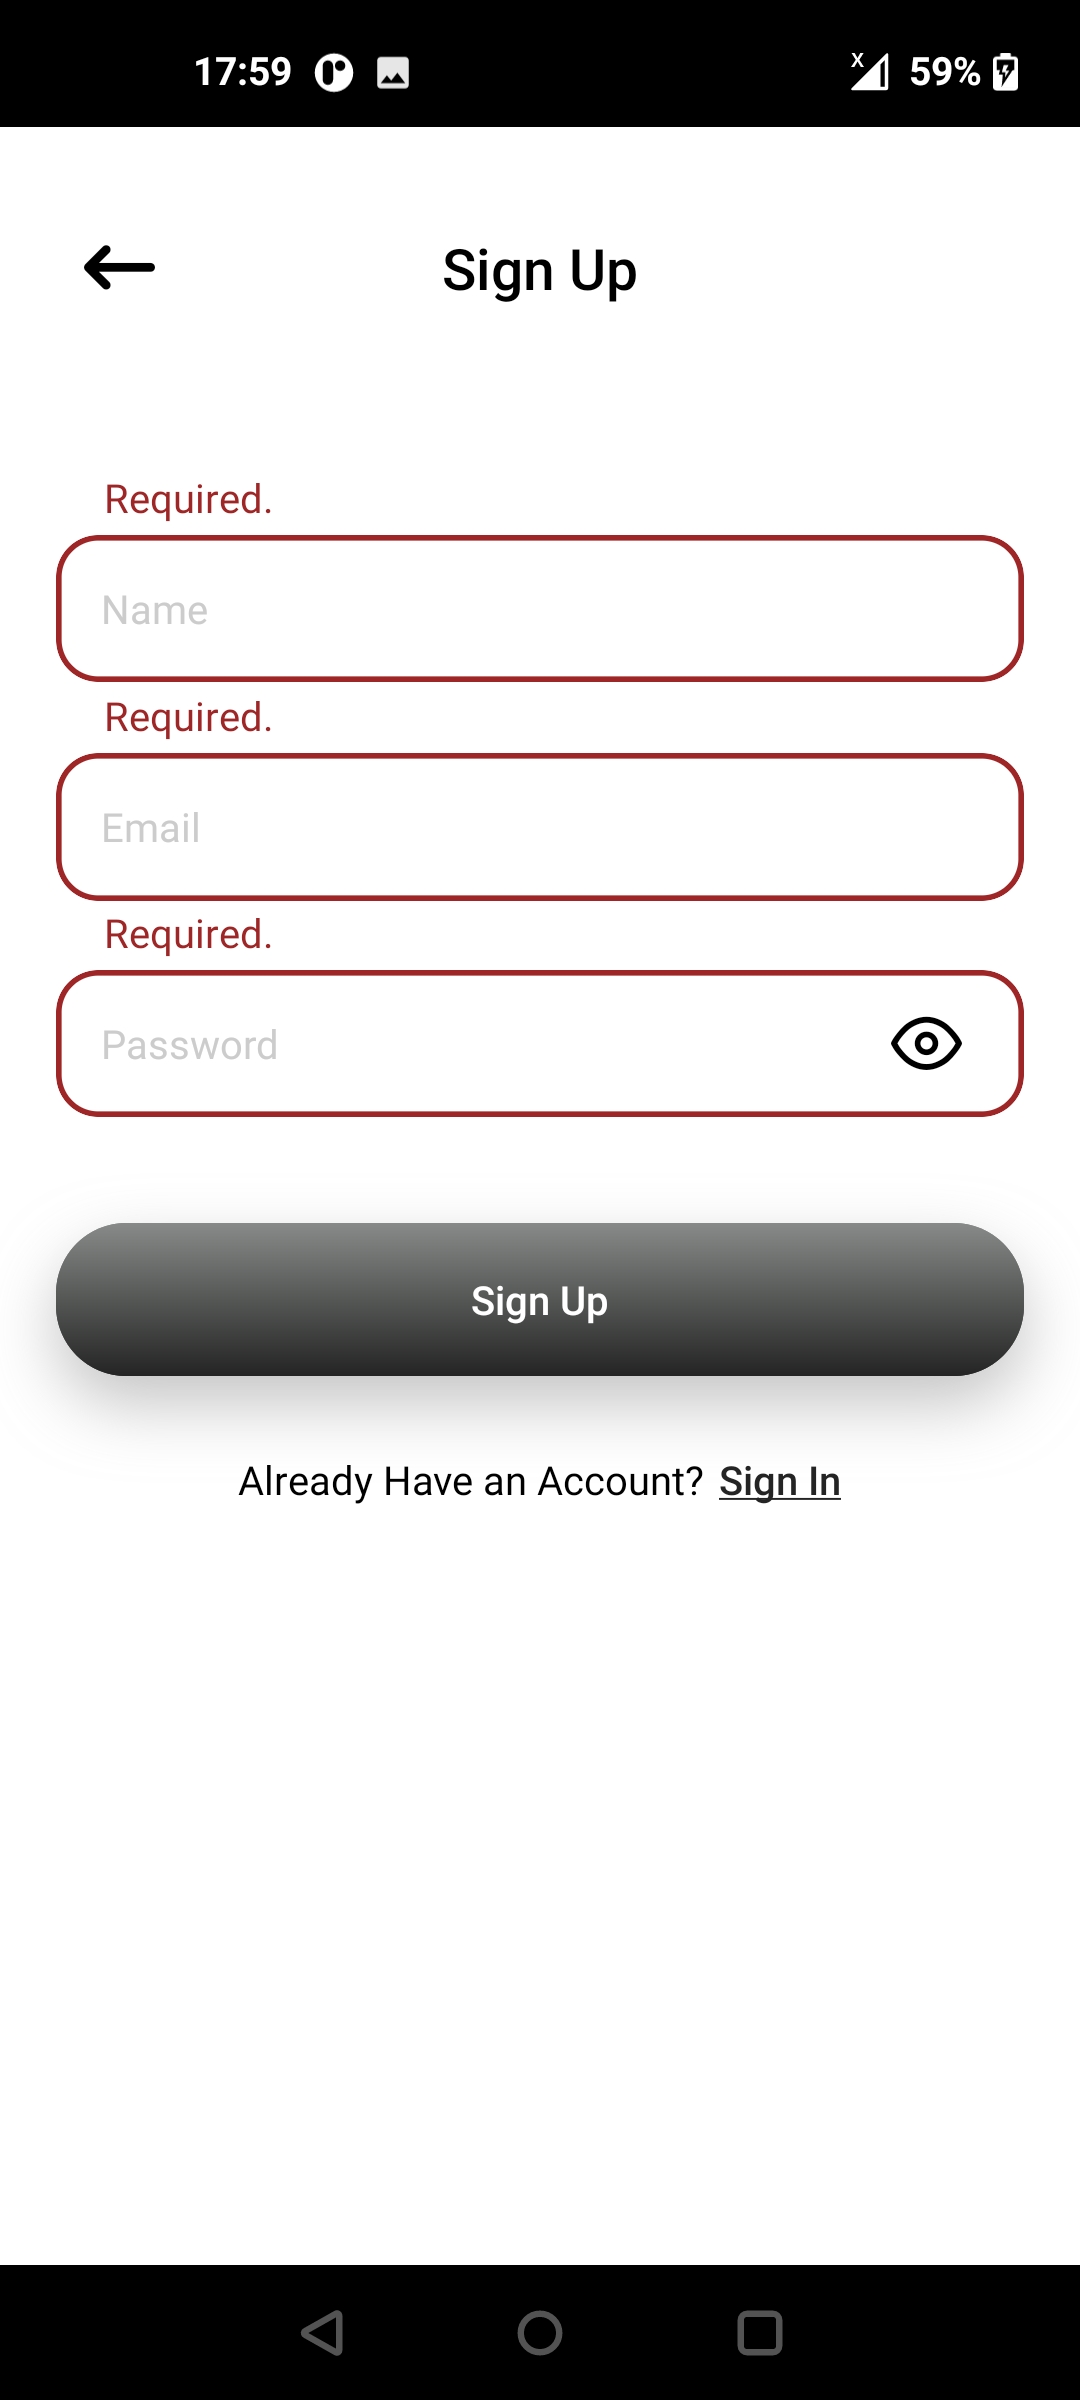 17:59
x 59%
Sign Up
Required.
Name
Required.
Email
Required.
Password
Sign Up
Already Have an Account? Sign In